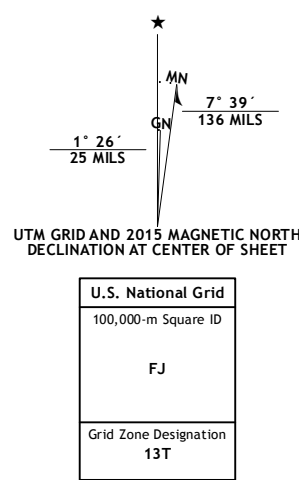 ★
MN
7° 39´
136 MILS
GN
1° 26´
25 MILS
UTM GRID AND 2015 MAGNETIC NORTH
DECLINATION AT CENTER OF SHEET
U.S. National Grid
100,000-m Square ID
FJ
Grid Zone Designation
13T